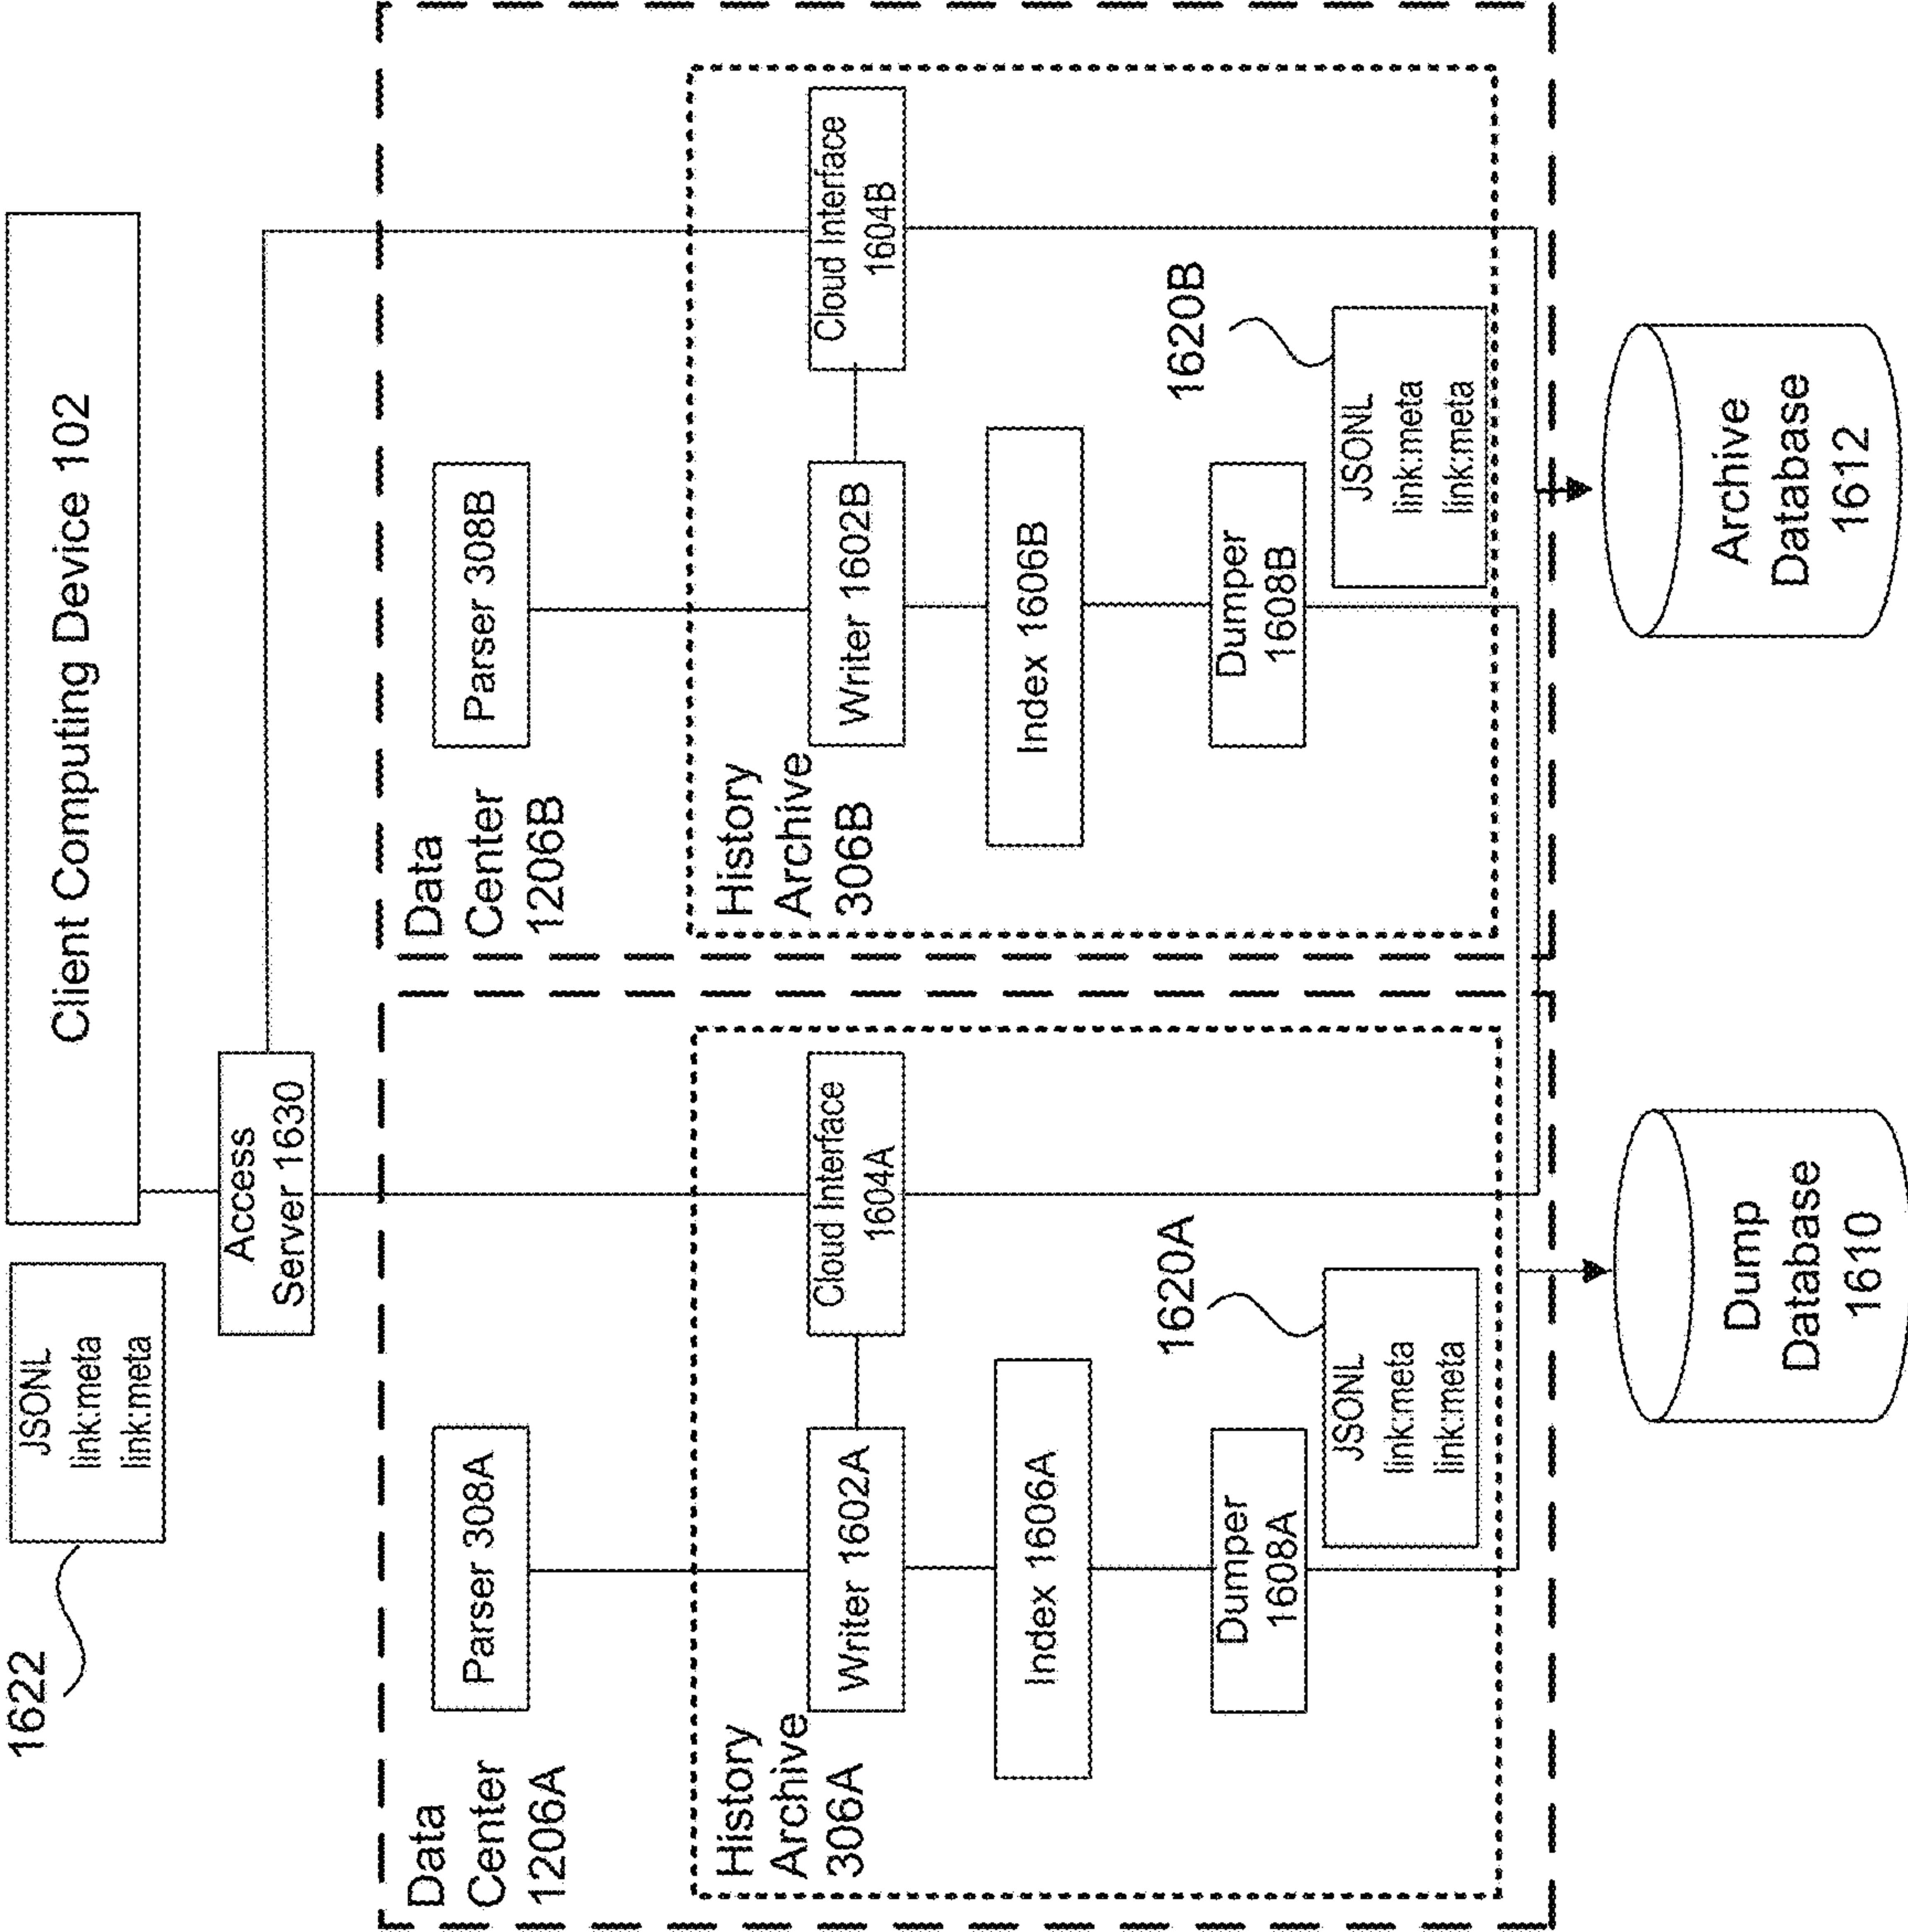 1622
JSONL
link:meta
link:meta
Client Computing Device 102
Access
Server 1630
Data
Center
1206A
Parser 308A
History
Archive
306A
Writer 1602A
Cloud Interface
1604A
Index 1606A
Dumper
1608A
1620A
JSONL
link:meta
link:meta
Data
Center
1206B
Parser 308B
History
Archive
306B
Writer 1602B
Cloud Interface
1604B
Index 1606B
Dumper
1608B
1620B
JSONL
link:meta
link:meta
Dump
Database
1610
Archive
Database
1612